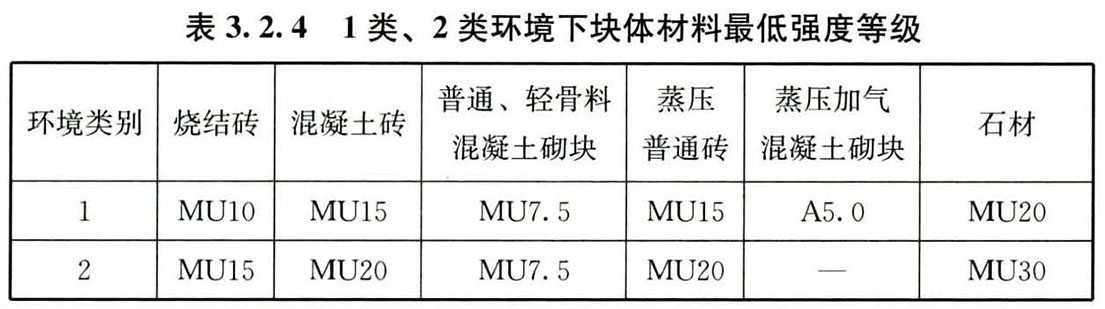 表 3.2.4 1 类、2 类环境下块体材料最低强度等级
环境类别 烧结砖 混凝土砖 普通、轻骨料混凝土砌块 蒸压普通砖 蒸压加气混凝土砌块 石材
1 MU10 MU15 MU7.5 MU15 A5.0 MU20
2 MU15 MU20 MU7.5 MU20 — MU30